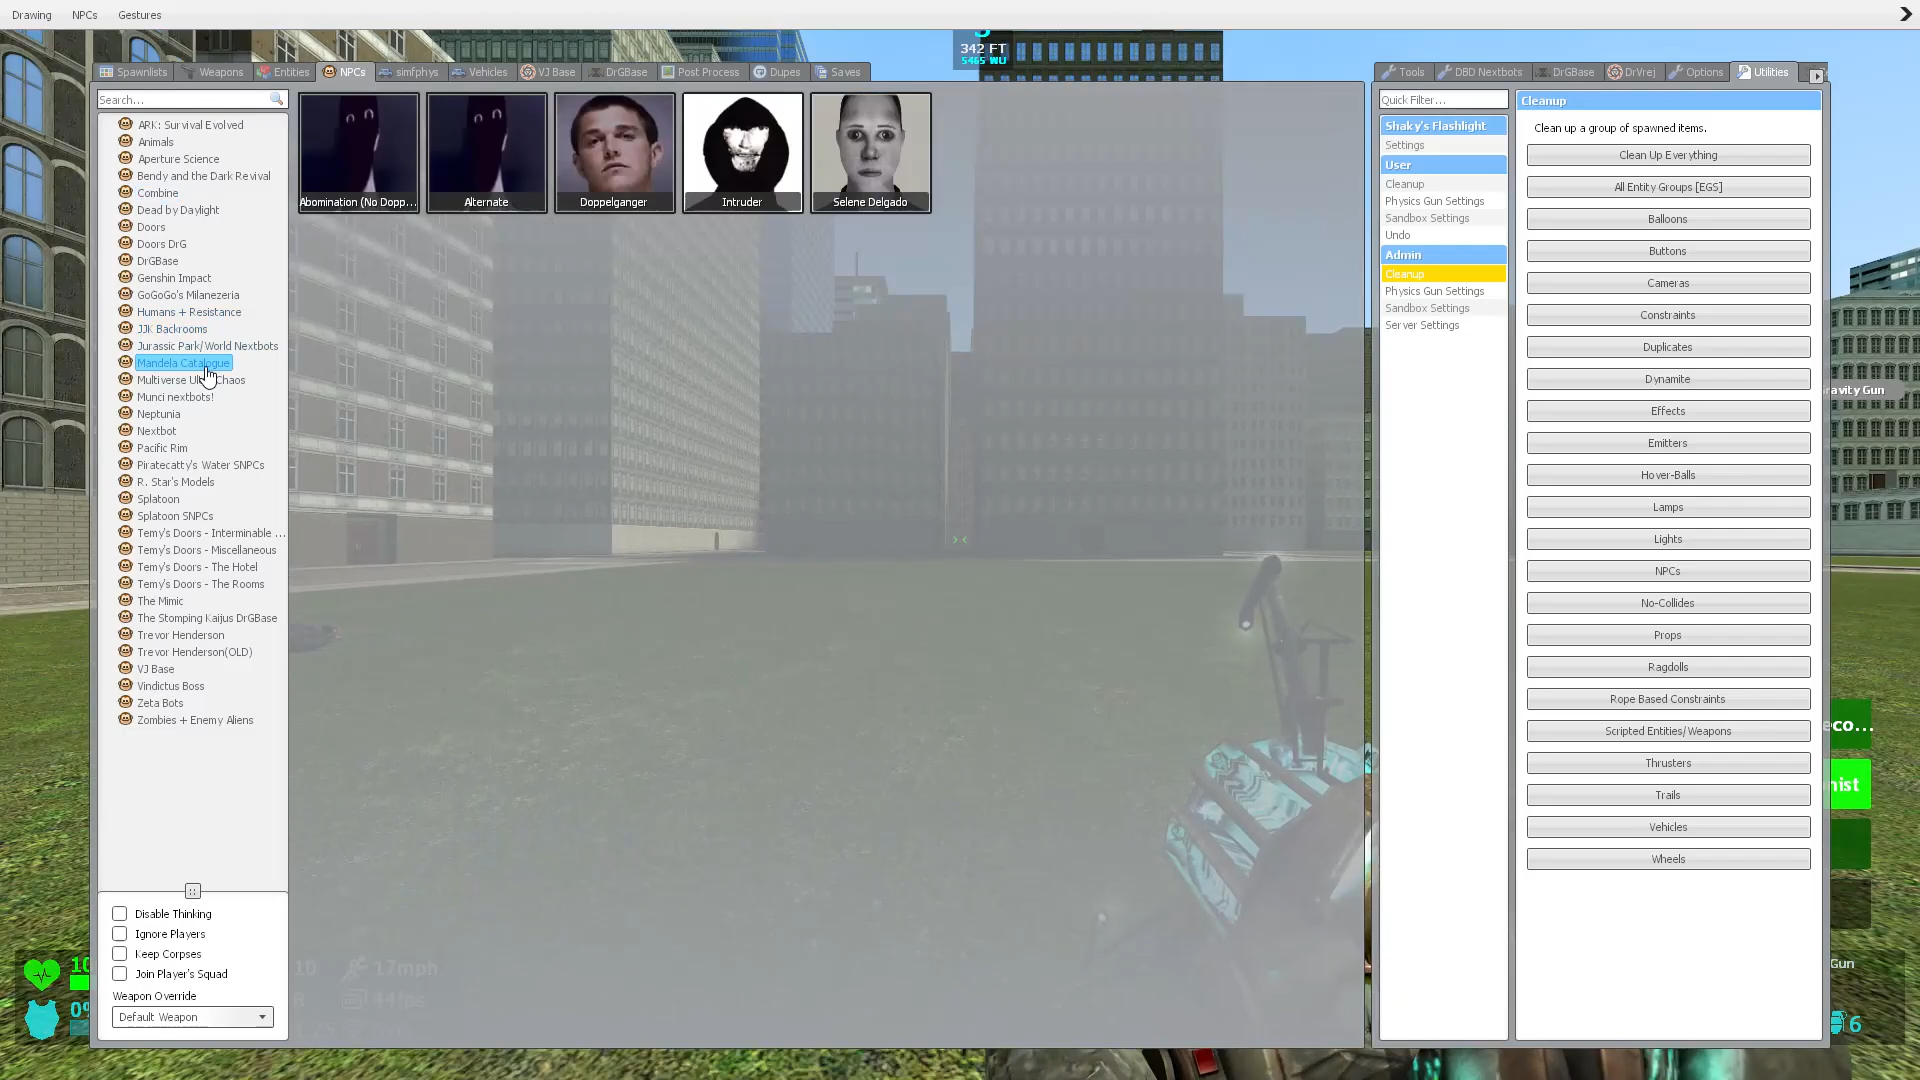 Drawing NPCs Gestures
342 FT
5465 WU
Spawnlists Weapons Entities NPCs simfphys Vehicles VJ Base DrGBase Post Process Dupes Saves
Search...
ARK: Survival Evolved
Animals
Aperture Science
Bendy and the Dark Revival
Combine
Dead by Daylight
Doors
Doors DrG
DrGBase
Genshin Impact
GoGoGo's Milanezeria
Humans + Resistance
JJK Backrooms
Jurassic Park/World Nextbots
Mandela Catalogue
Multiverse Chaos
Munci nextbots!
Neptunia
Nextbot
Pacific Rim
Piratecatty's Water SNPCs
R. Star's Models
Splatoon
Splatoon SNPCs
Temy's Doors - Interminable ...
Temy's Doors - Miscellaneous
Temy's Doors - The Hotel
Temy's Doors - The Rooms
The Mimic
The Stomping Kaijus DrGBase
Trevor Henderson
Trevor Henderson(OLD)
VJ Base
Vindictus Boss
Zeta Bots
Zombies + Enemy Aliens
Disable Thinking
Ignore Players
Keep Corpses
Join Player's Squad
Weapon Override
Default Weapon
Abomination (No Dopp...
Alternate
Doppelganger
Intruder
Selene Delgado
17mph
44fps
Tools DBD Nextbots DrGBase DrVrej Options Utilities
Quick Filter...
Shaky's Flashlight
Settings
User
Cleanup
Physics Gun Settings
Sandbox Settings
Undo
Admin
Cleanup
Physics Gun Settings
Sandbox Settings
Server Settings
Cleanup
Clean up a group of spawned items.
Clean Up Everything
All Entity Groups [EGS]
Balloons
Buttons
Cameras
Constraints
Duplicates
Dynamite
Effects
Emitters
Hover-Balls
Lamps
Lights
NPCs
No-Collides
Props
Ragdolls
Rope Based Constraints
Scripted Entities/Weapons
Thrusters
Trails
Vehicles
Wheels
ravity Gun
eco...
nist
Gun
6
10
0%